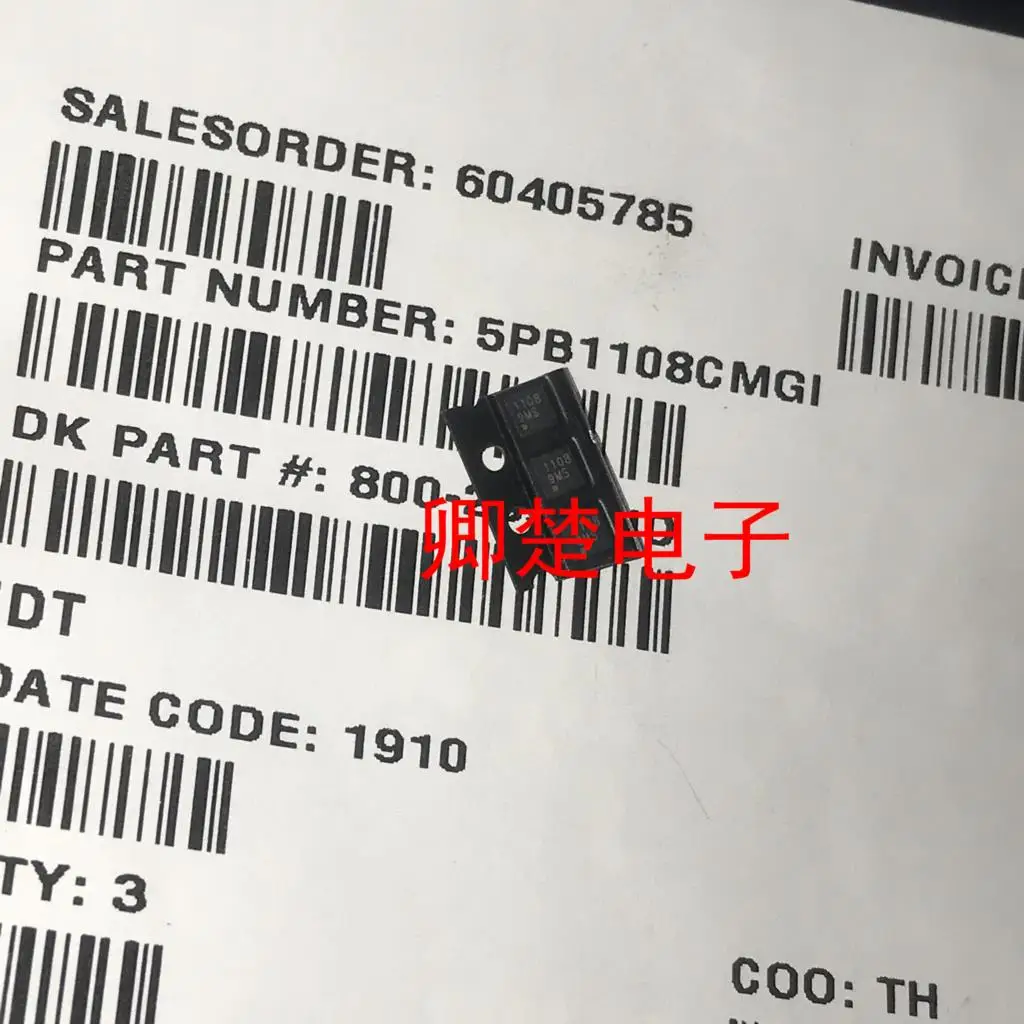 SALESORDER: 60405785
INVOIC
PART NUMBER: 5PB1108CMGI
1108
9MS
1108
9MS
DK PART #: 800-
卿楚电子
DT
DATE CODE: 1910
TY: 3
COO: TH